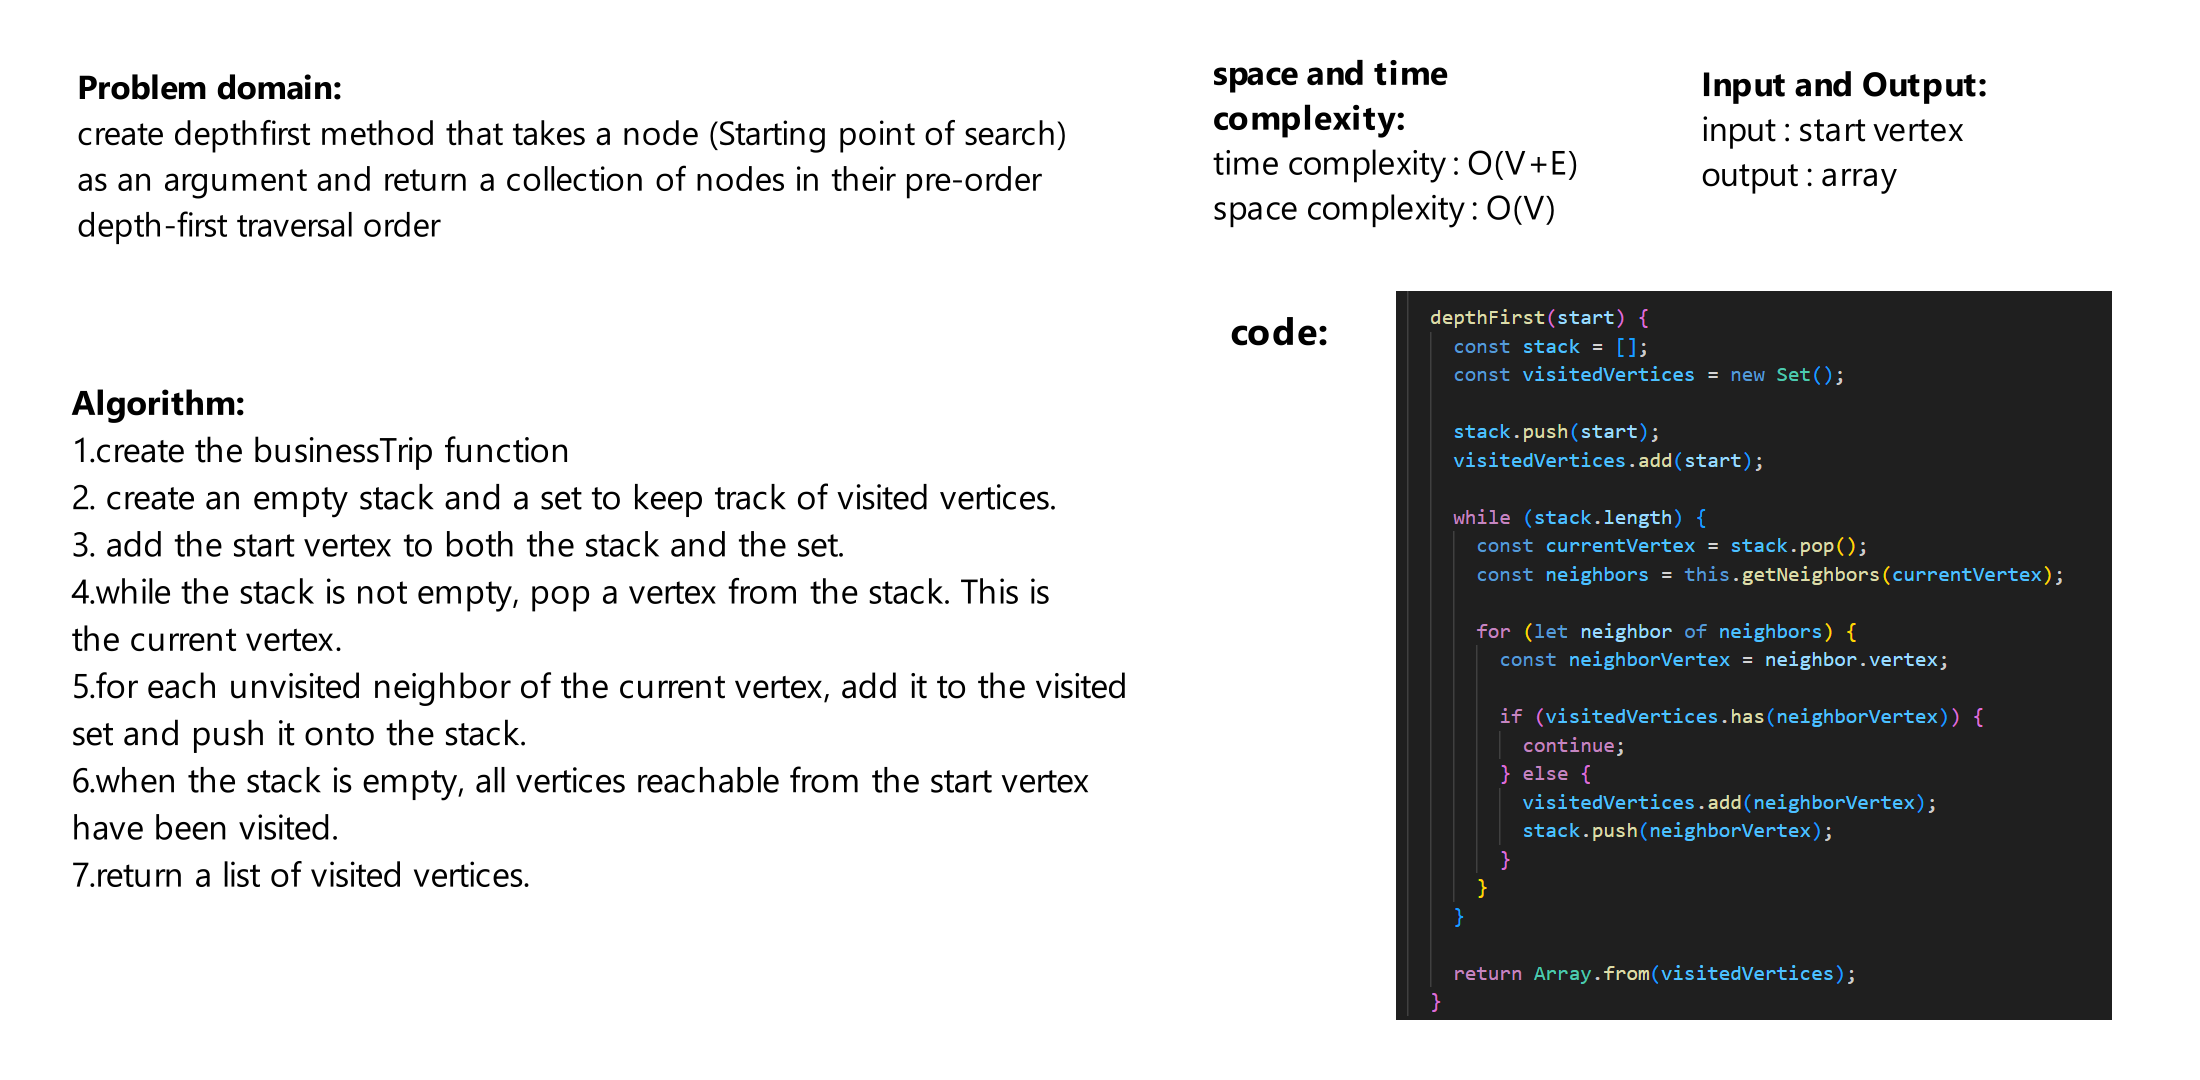 Problem domain:
create depthfirst method that takes a node (Starting point of search)
as an argument and return a collection of nodes in their pre-order
depth-first traversal order
space and time
complexity:
time complexity : O(V+E)
space complexity : O(V)
Input and Output:
input : start vertex
output : array
Algorithm:
1.create the businessTrip function
2. create an empty stack and a set to keep track of visited vertices.
3. add the start vertex to both the stack and the set.
4.while the stack is not empty, pop a vertex from the stack. This is
the current vertex.
5.for each unvisited neighbor of the current vertex, add it to the visited
set and push it onto the stack.
6.when the stack is empty, all vertices reachable from the start vertex
have been visited.
7.return a list of visited vertices.
code:
depthFirst(start) {
const stack = [];
const visitedVertices = new Set();
stack.push(start);
visitedVertices.add(start);
while (stack.length) {
const currentVertex = stack.pop();
const neighbors = this.getNeighbors(currentVertex);
for (let neighbor of neighbors) {
const neighborVertex = neighbor.vertex;
if (visitedVertices.has(neighborVertex)) {
continue;
} else {
visitedVertices.add(neighborVertex);
stack.push(neighborVertex);
}
}
}
return Array.from(visitedVertices);
}